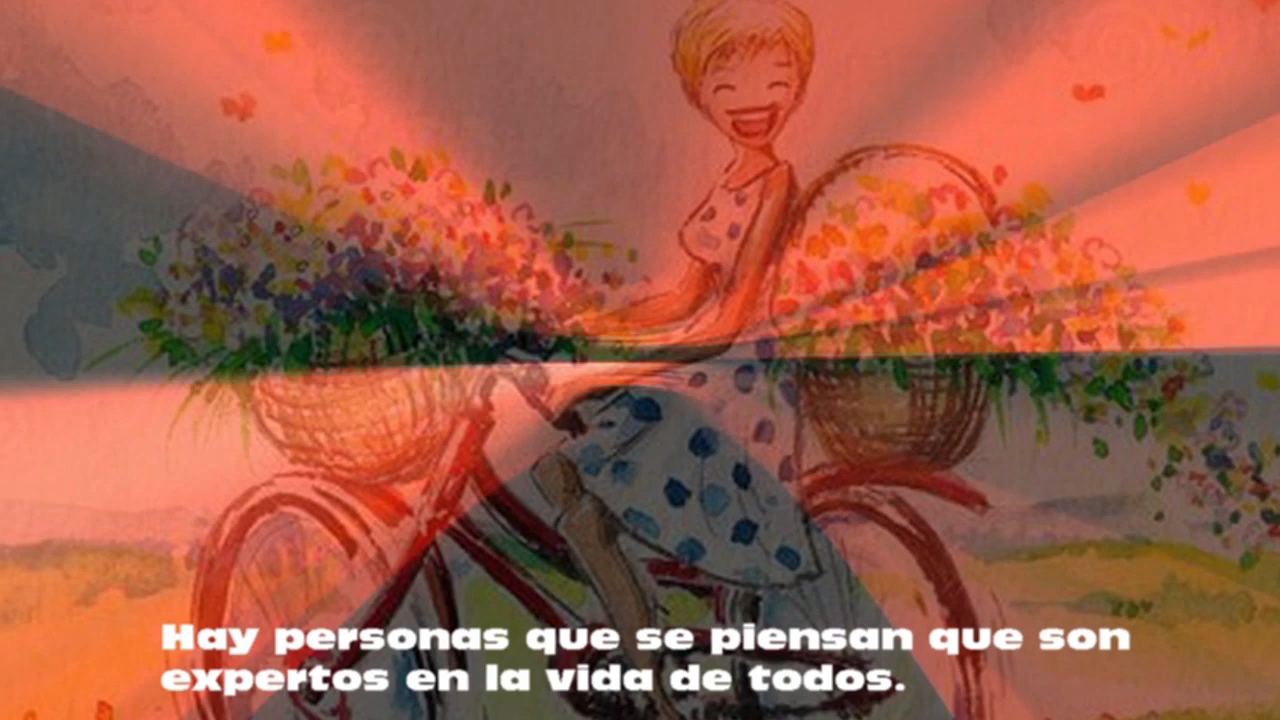 Hay personas que se piensan que son
expertos en la vida de todos.